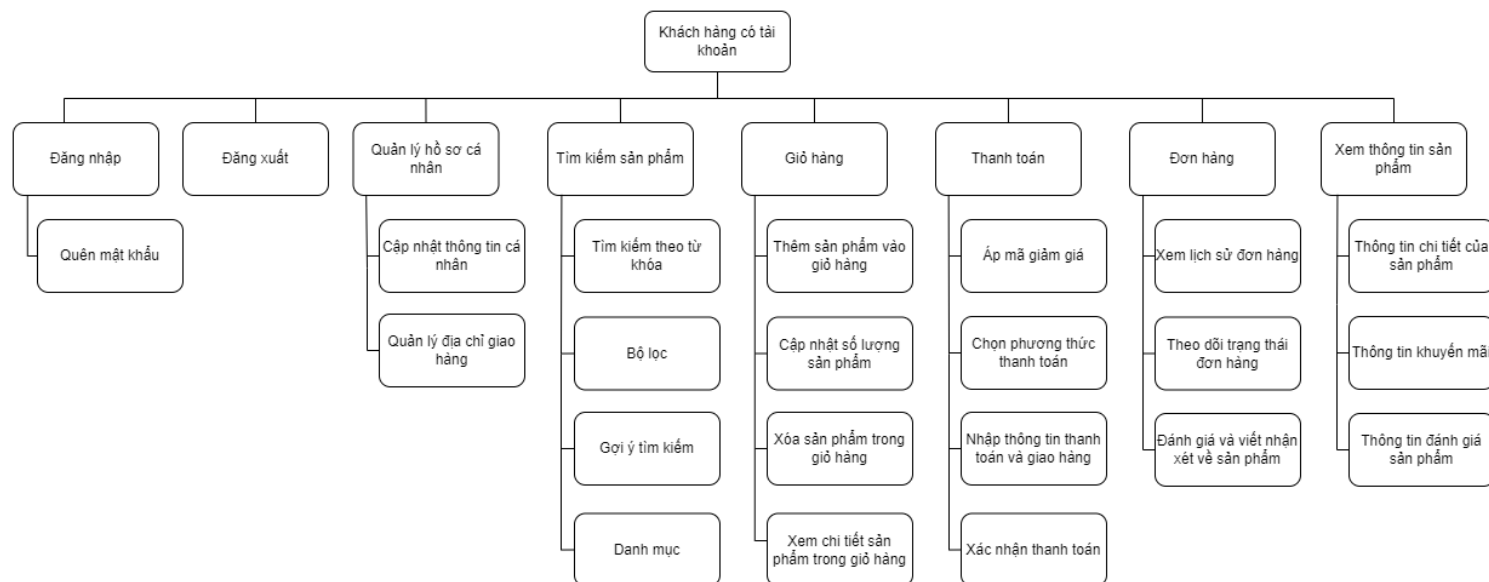 Khách hàng có tài
khoản
Đăng nhập
Đăng xuất
Quản lý hồ sơ cá
nhân
Tìm kiếm sản phẩm
Giỏ hàng
Thanh toán
Đơn hàng
Xem thông tin sản
phẩm
Quên mật khẩu
Cập nhật thông tin cá
nhân
Tìm kiếm theo từ
khóa
Thêm sản phẩm vào
giỏ hàng
Áp mã giảm giá
Xem lịch sử đơn hàng
Thông tin chi tiết của
sản phẩm
Quản lý địa chỉ giao
hàng
Bộ lọc
Cập nhật số lượng
sản phẩm
Chọn phương thức
thanh toán
Theo dõi trạng thái
đơn hàng
Thông tin khuyến mãi
Gợi ý tìm kiếm
Xóa sản phẩm trong
giỏ hàng
Nhập thông tin thanh
toán và giao hàng
Đánh giá và viết nhận
xét về sản phẩm
Thông tin đánh giá
sản phẩm
Danh mục
Xem chi tiết sản
phẩm trong giỏ hàng
Xác nhận thanh toán